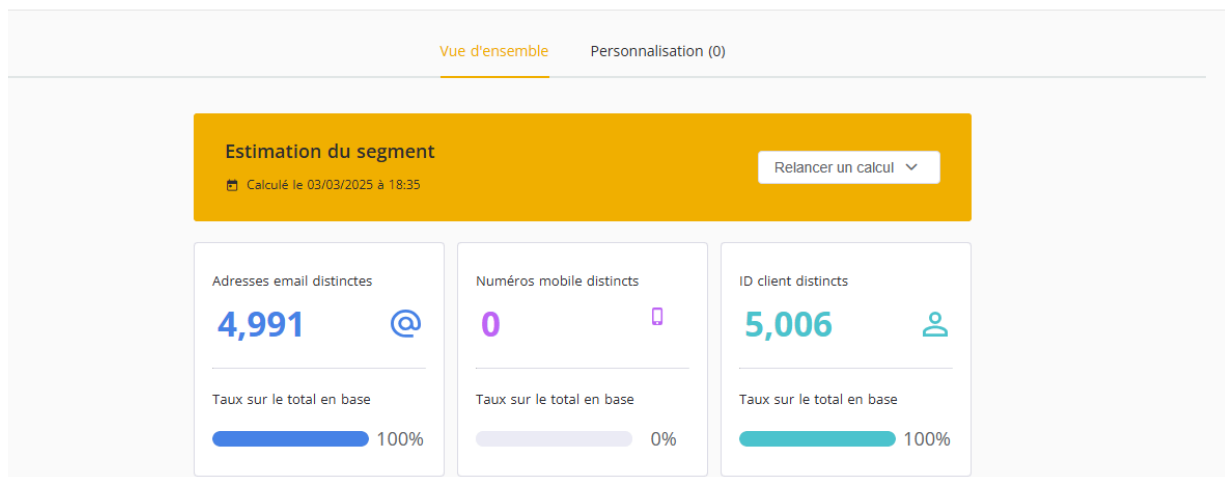 Vue d'ensemble Personnalisation (0)
Estimation du segment
Calculé le 03/03/2025 à 18:35
Relancer un calcul
Adresses email distinctes
4,991
Taux sur le total en base
100%
Numéros mobile distincts
0
Taux sur le total en base
0%
ID client distincts
5,006
Taux sur le total en base
100%